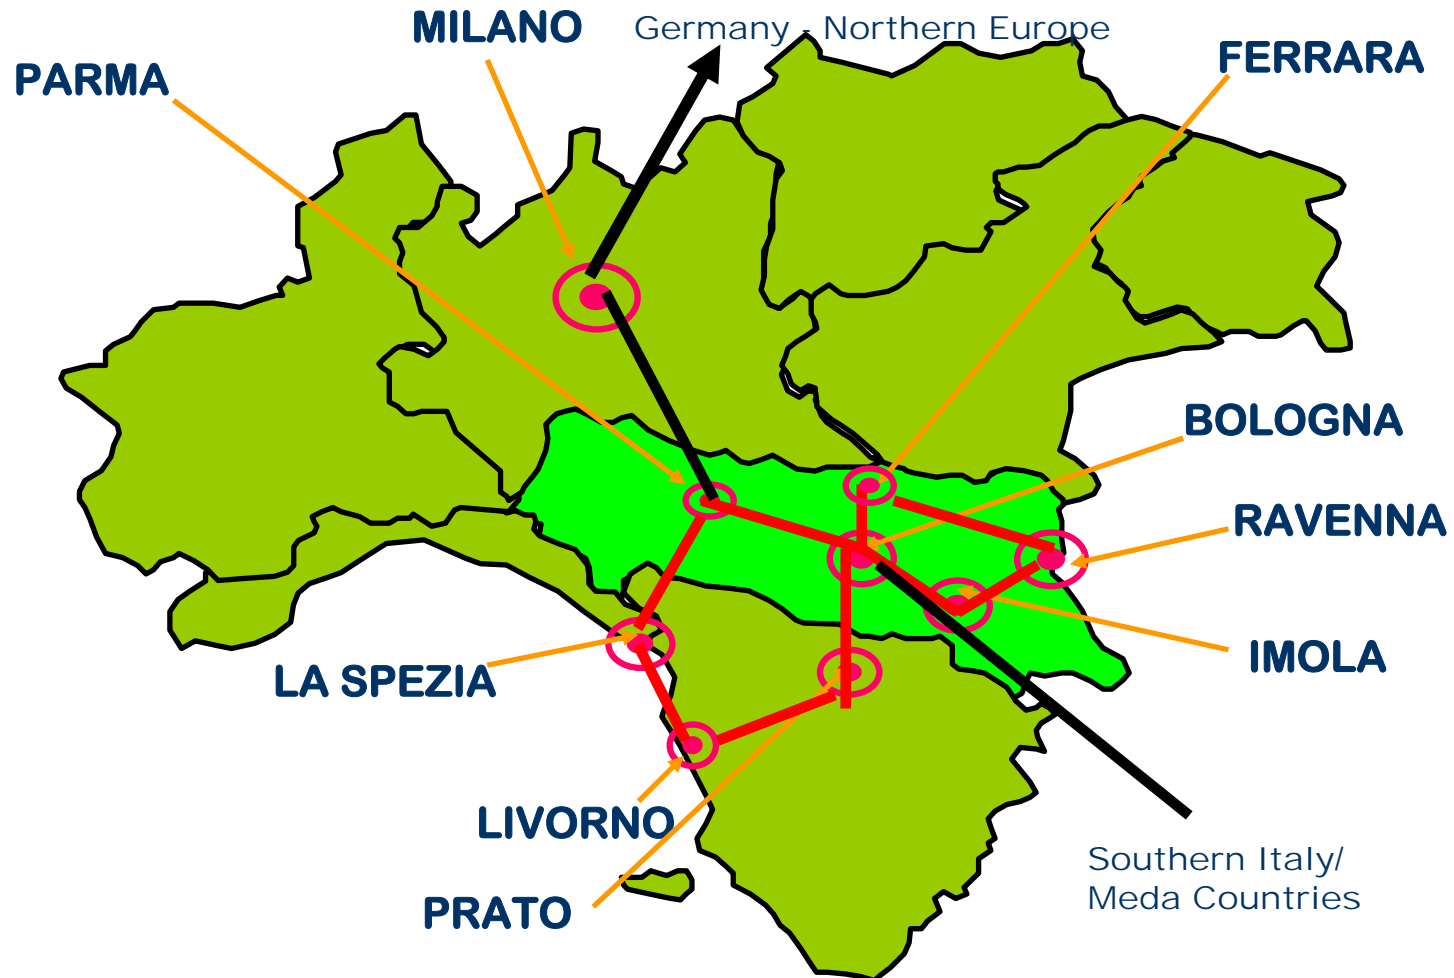 MILANO
Germany - Northern Europe
FERRARA
PARMA
BOLOGNA
RAVENNA
IMOLA
LA SPEZIA
LIVORNO
Southern Italy/
Meda Countries
PRATO